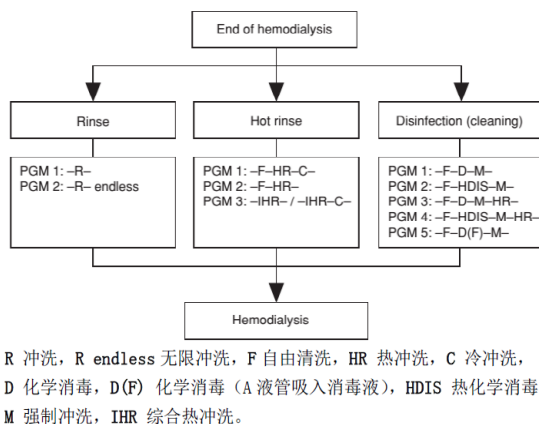 End of hemodialysis
Rinse
Hot rinse
Disinfection (cleaning)
PGM 1: –R–
PGM 2: –R– endless
PGM 1: –F–HR–C–
PGM 2: –F–HR–
PGM 3: –IHR– / –IHR–C–
PGM 1: –F–D–M–
PGM 2: –F–HDIS–M–
PGM 3: –F–D–M–HR–
PGM 4: –F–HDIS–M–HR–
PGM 5: –F–D(F)–M–
Hemodialysis
R 冲洗，R endless 无限冲洗，F 自由清洗，HR 热冲洗，C 冷冲洗，
D 化学消毒，D(F) 化学消毒（A 液管吸入消毒液），HDIS 热化学消毒
M 强制冲洗，IHR 综合热冲洗。